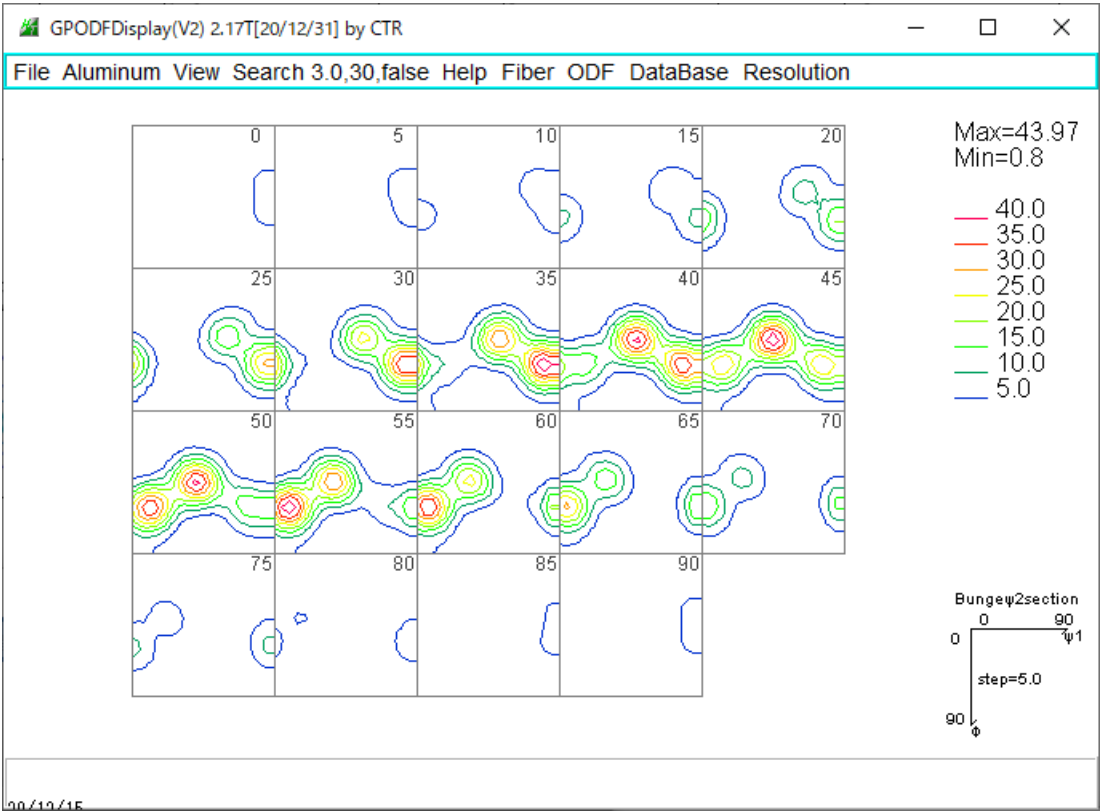 GPODFDisplay(V2) 2.17T[20/12/31] by CTR
File Aluminum View Search 3.0,30,false Help Fiber ODF DataBase Resolution
0 5 10 15 20
25 30 35 40 45
50 55 60 65 70
75 80 85 90
Max=43.97
Min=0.8
40.0
35.0
30.0
25.0
20.0
15.0
10.0
5.0
Bungeψ2section
0 90
0 ψ1
step=5.0
90
Φ